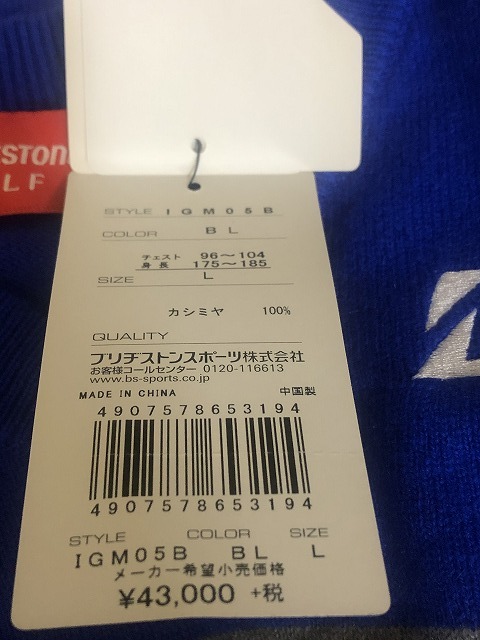 STON
L F
STYLE IGM05B
COLOR BL
チェスト 96〜104
身長 175〜185
SIZE L
カシミヤ 100%
QUALITY
ブリヂストンスポーツ株式会社
お客様コールセンター 0120-116613
www.bs-sports.co.jp
MADE IN CHINA 中国製
4907578653194
4907578653194
STYLE COLOR SIZE
IGM05B BL L
メーカー希望小売価格
¥43,000 +税